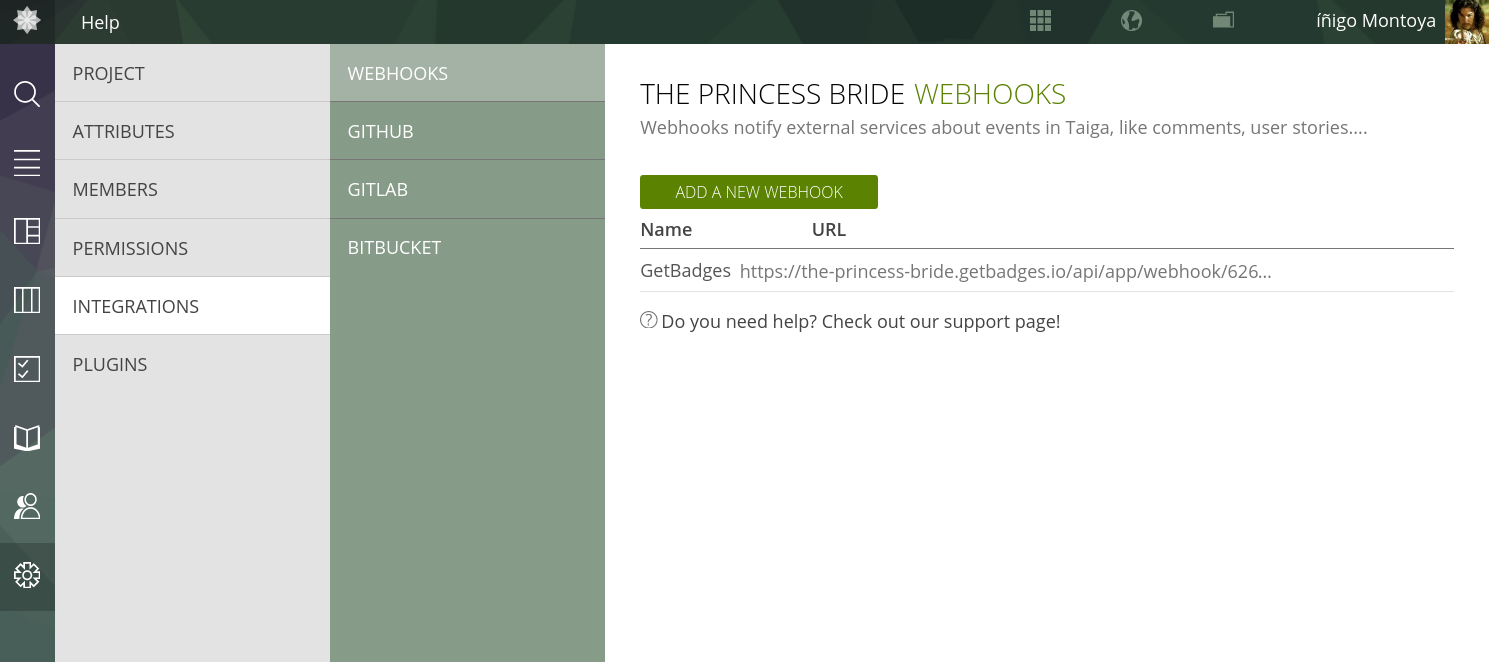 Help
íñigo Montoya
PROJECT
ATTRIBUTES
MEMBERS
PERMISSIONS
INTEGRATIONS
PLUGINS
WEBHOOKS
GITHUB
GITLAB
BITBUCKET
THE PRINCESS BRIDE WEBHOOKS
Webhooks notify external services about events in Taiga, like comments, user stories....
ADD A NEW WEBHOOK
Name URL
GetBadges https://the-princess-bride.getbadges.io/api/app/webhook/626...
? Do you need help? Check out our support page!